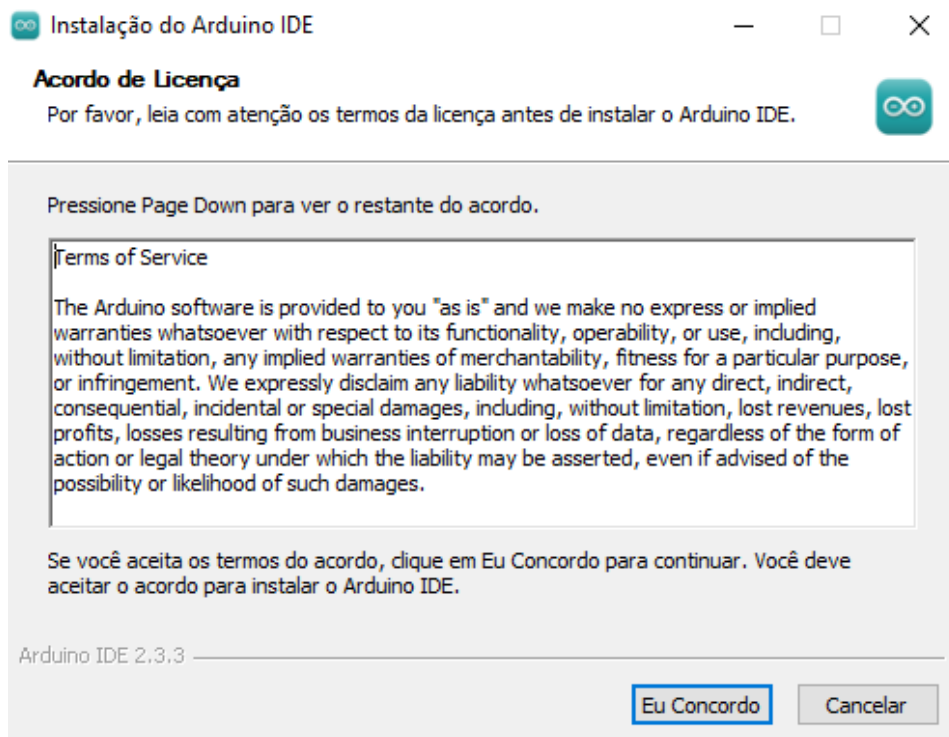 Instalação do Arduino IDE
Acordo de Licença
Por favor, leia com atenção os termos da licença antes de instalar o Arduino IDE.
Pressione Page Down para ver o restante do acordo.
Terms of Service
The Arduino software is provided to you "as is" and we make no express or implied
warranties whatsoever with respect to its functionality, operability, or use, including,
without limitation, any implied warranties of merchantability, fitness for a particular purpose,
or infringement. We expressly disclaim any liability whatsoever for any direct, indirect,
consequential, incidental or special damages, including, without limitation, lost revenues, lost
profits, losses resulting from business interruption or loss of data, regardless of the form of
action or legal theory under which the liability may be asserted, even if advised of the
possibility or likelihood of such damages.
Se você aceita os termos do acordo, clique em Eu Concordo para continuar. Você deve
aceitar o acordo para instalar o Arduino IDE.
Arduino IDE 2.3.3
Eu Concordo
Cancelar